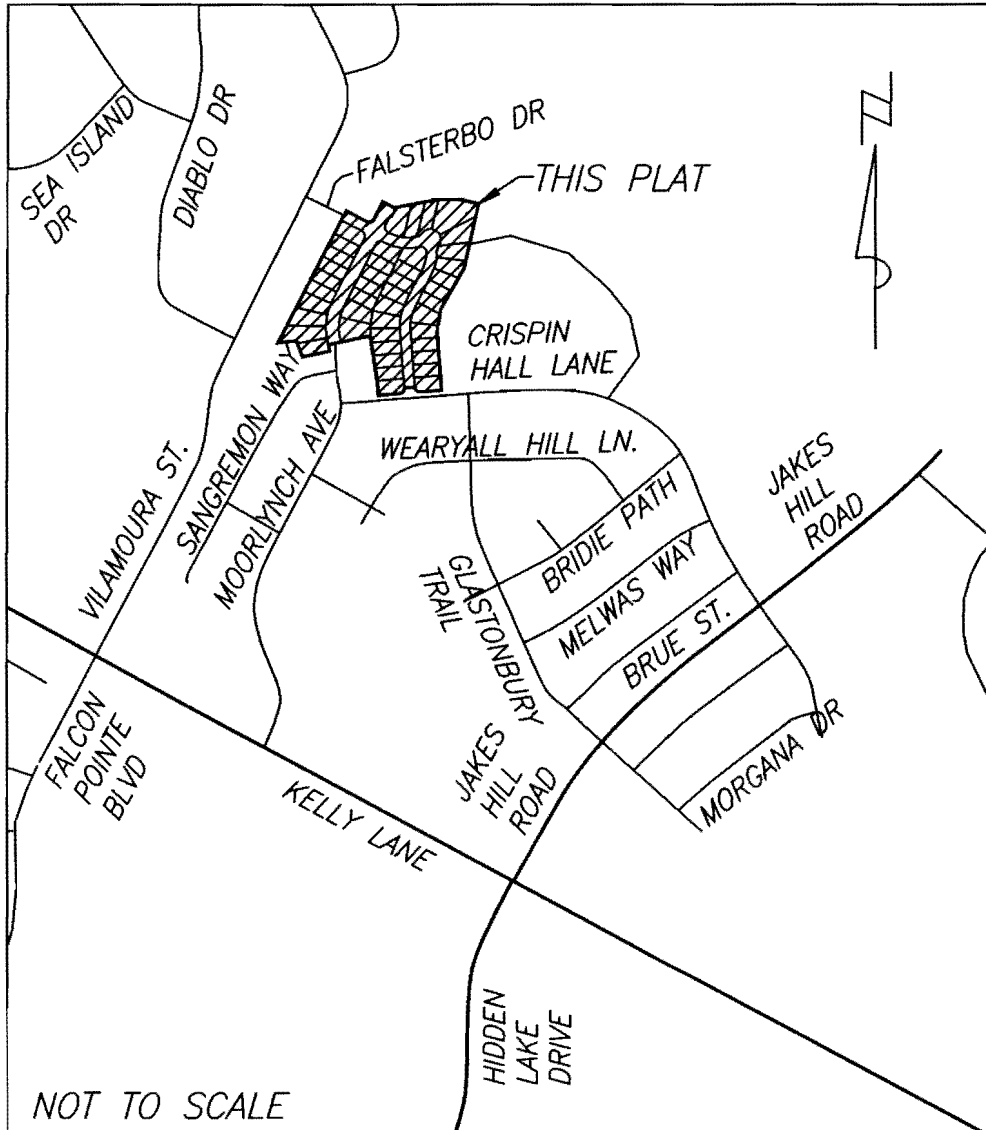 SEA ISLAND
DR
DIABLO DR
FALSTERBO DR
THIS PLAT
N
CRISPIN
HALL LANE
SANGREMON WAY
MOORLYNCH AVE
WEARYALL HILL LN.
VILAMOURA ST.
BRIDIE PATH
JAKES
HILL
ROAD
GLASTONBURY
TRAIL
MELWAS WAY
BRUE ST.
FALCON
POINTE
BLVD
KELLY LANE
JAKES
HILL
ROAD
MORGANA DR
HIDDEN
LAKE
DRIVE
NOT TO SCALE